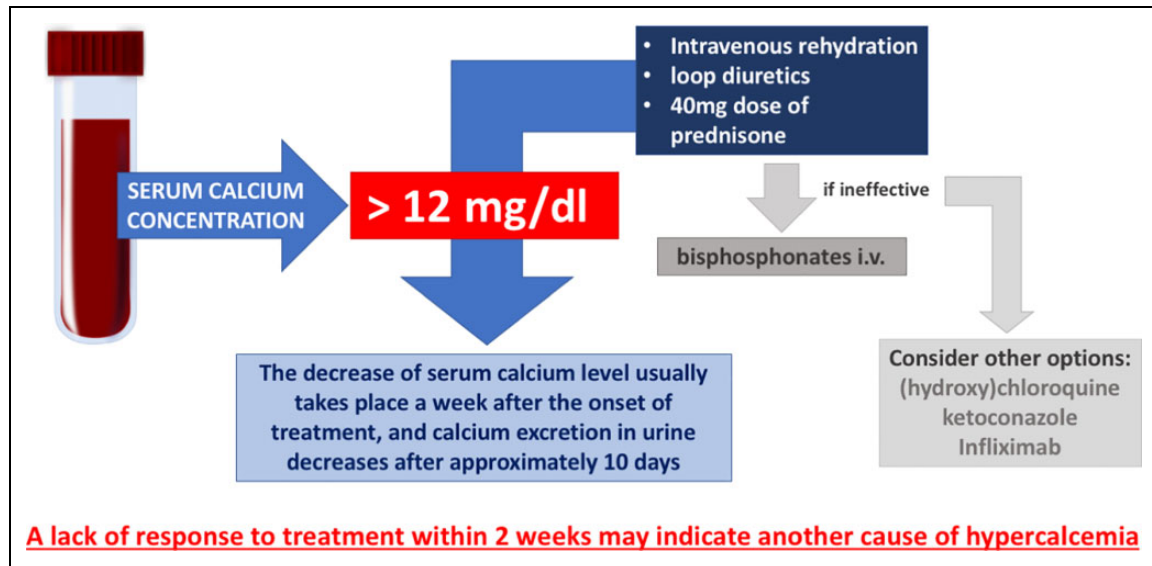 SERUM CALCIUM
CONCENTRATION
> 12 mg/dl
• Intravenous rehydration
• loop diuretics
• 40mg dose of
prednisone
if ineffective
bisphosphonates i.v.
Consider other options:
(hydroxy)chloroquine
ketoconazole
Infliximab
The decrease of serum calcium level usually
takes place a week after the onset of
treatment, and calcium excretion in urine
decreases after approximately 10 days
A lack of response to treatment within 2 weeks may indicate another cause of hypercalcemia